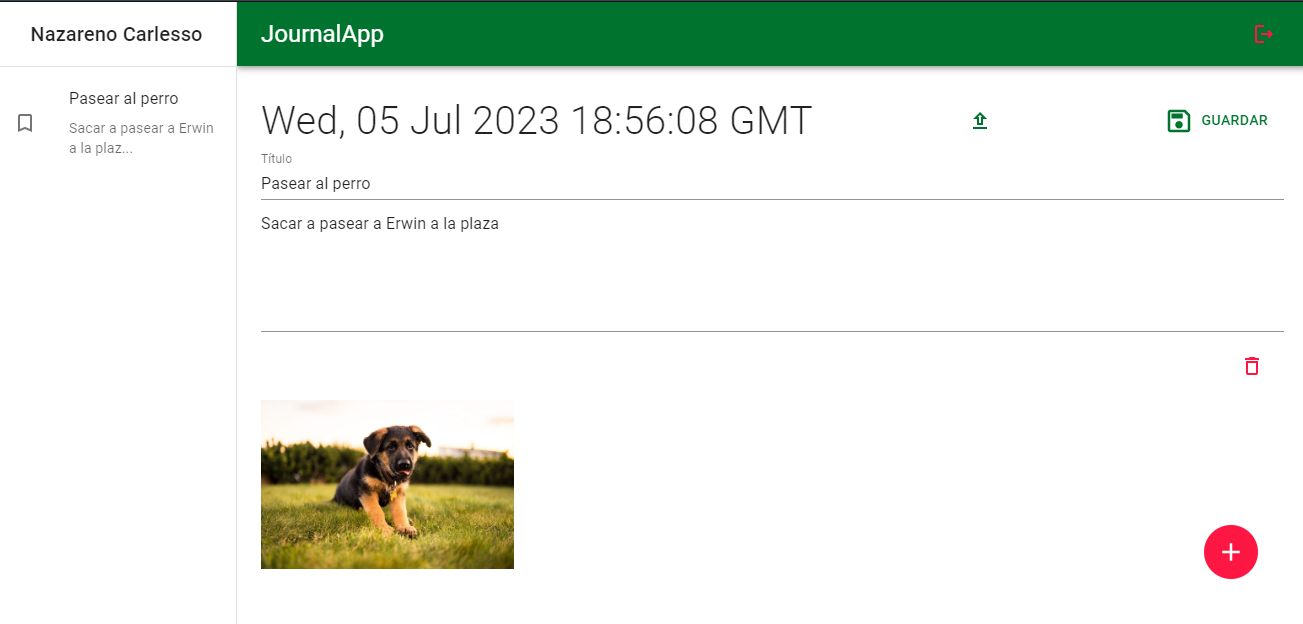 Nazareno Carlesso
JournalApp
Pasear al perro
Sacar a pasear a Erwin
a la plaz...
Wed, 05 Jul 2023 18:56:08 GMT
GUARDAR
Título
Pasear al perro
Sacar a pasear a Erwin a la plaza